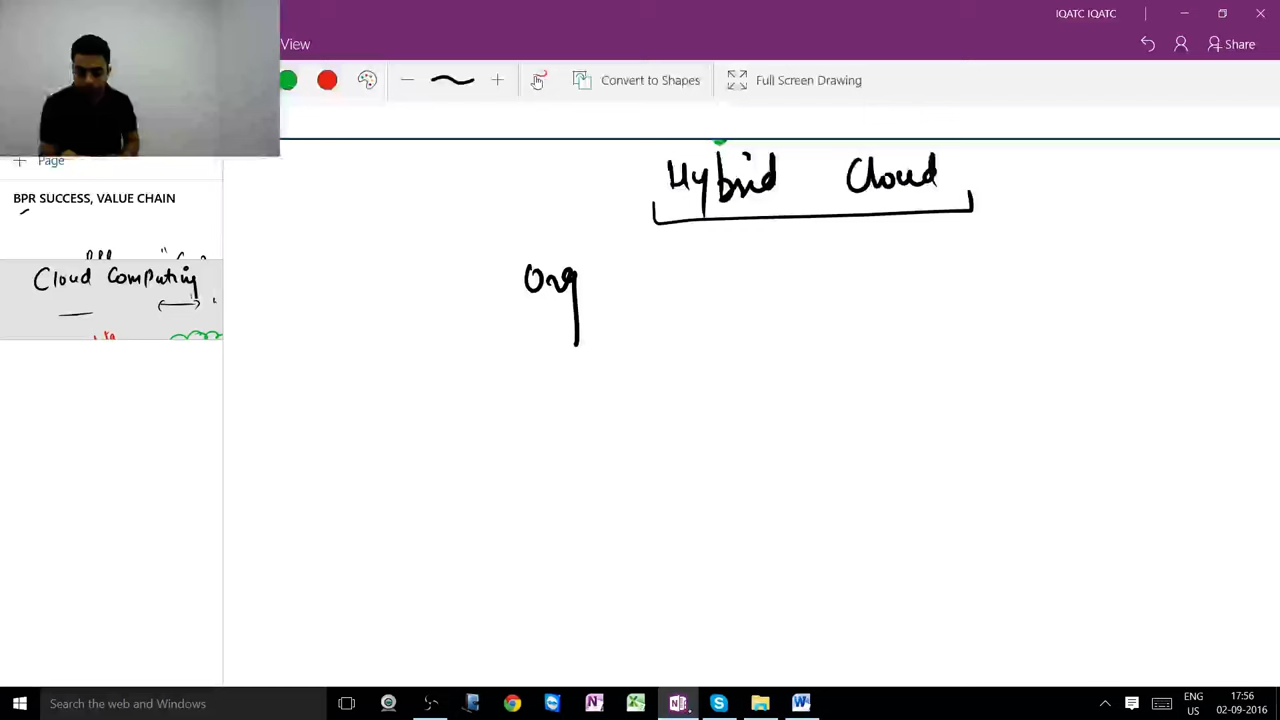 IQATC IQATC
View
Share
Convert to Shapes
Full Screen Drawing
Page
Hybrid Cloud
BPR SUCCESS, VALUE CHAIN
Cloud Computing
Org
Search the web and Windows
ENG
US
17:56
02-09-2016